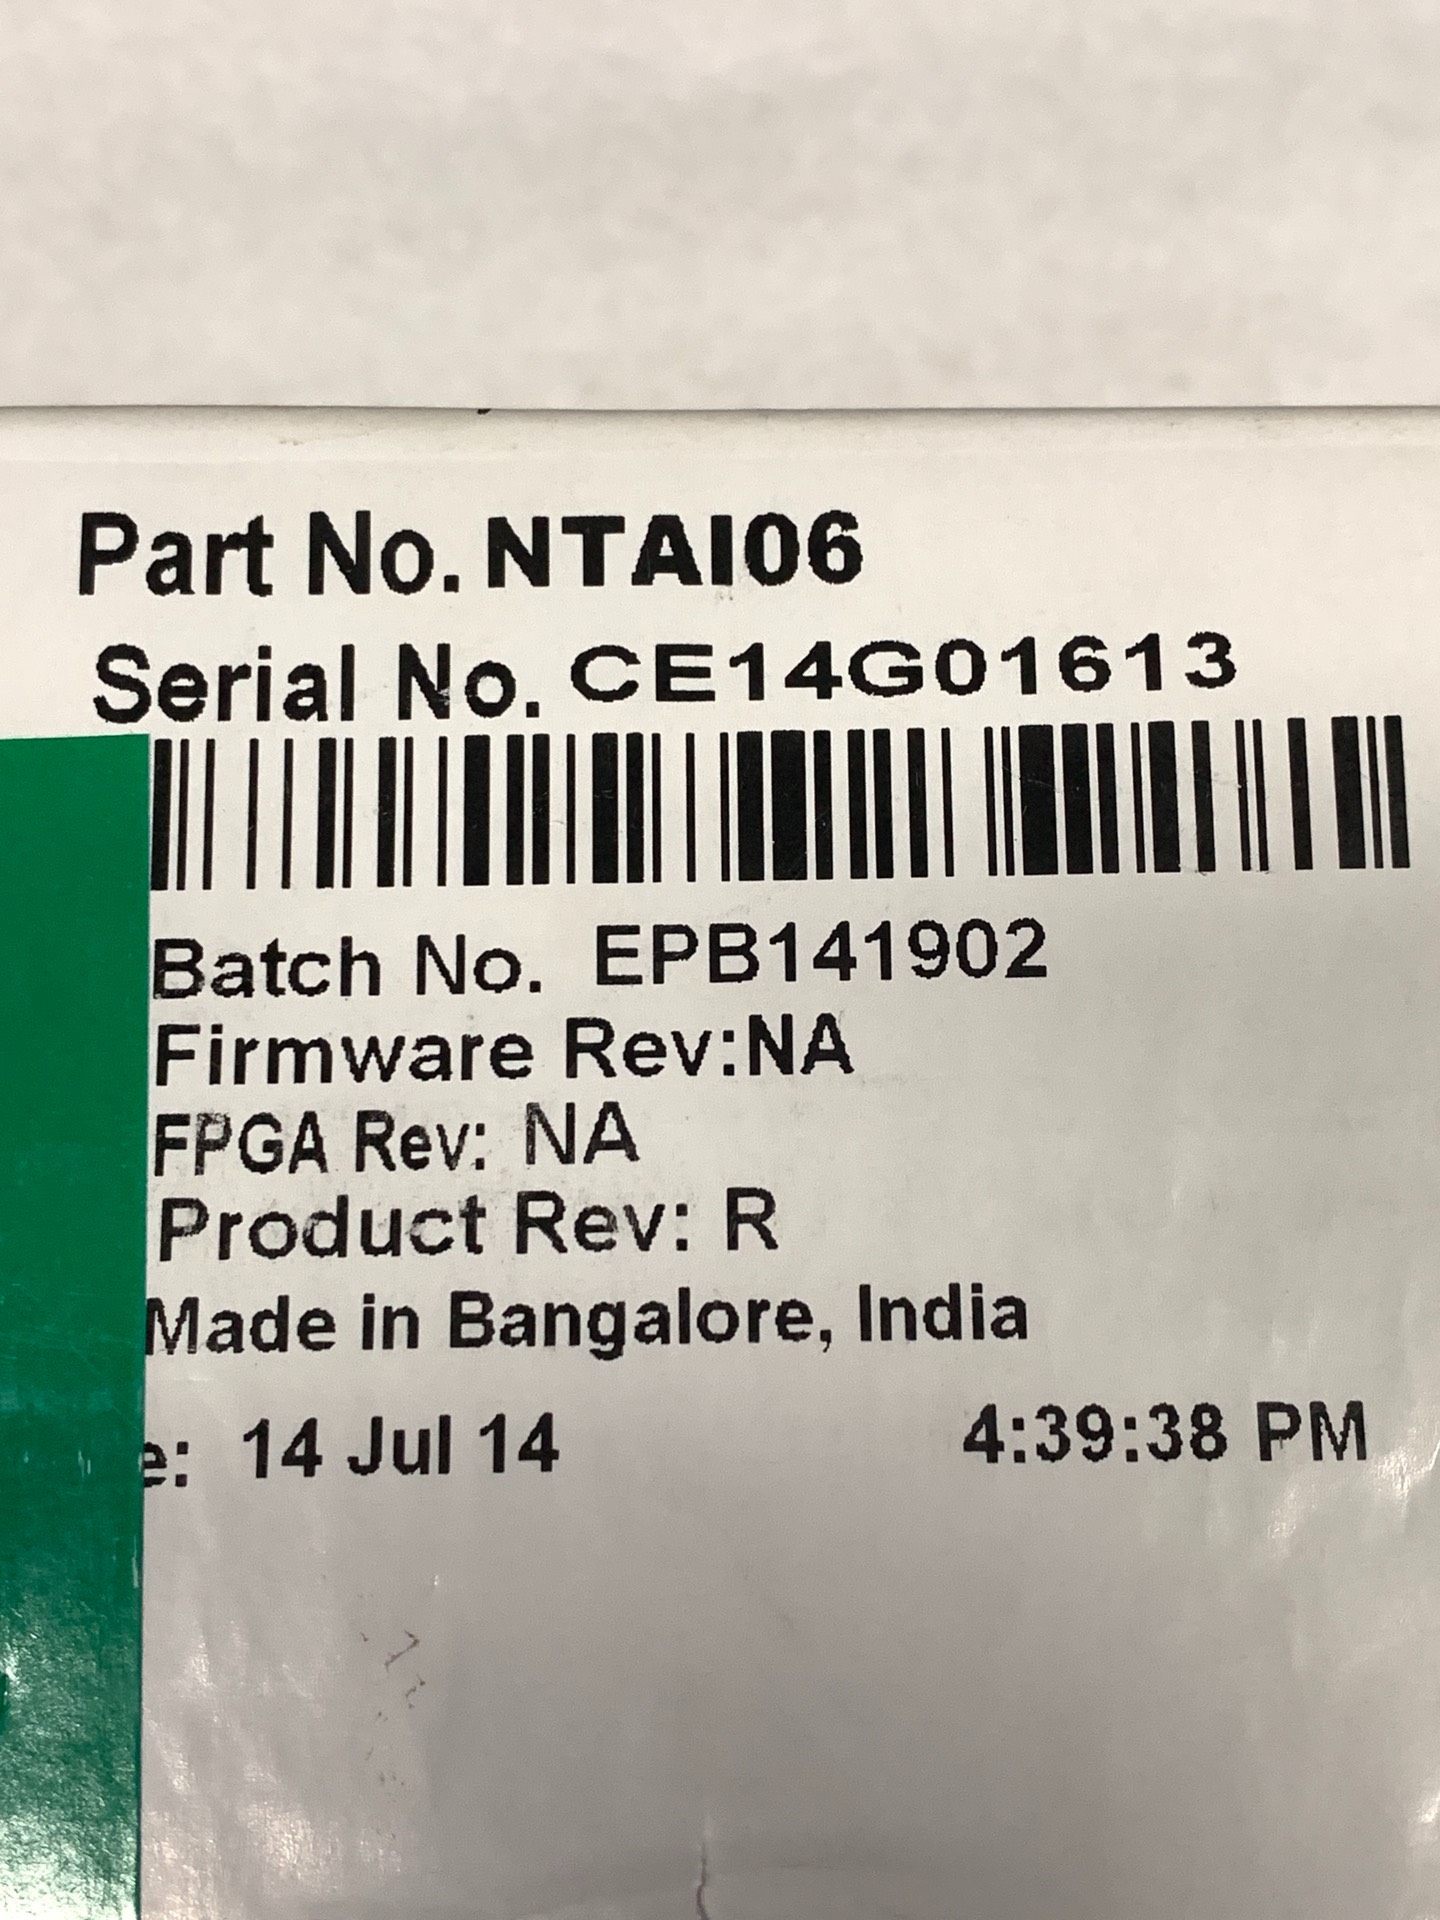 Part No. NTAI06
Serial No. CE14G01613
Batch No. EPB141902
Firmware Rev:NA
FPGA Rev: NA
Product Rev: R
Made in Bangalore, India
e: 14 Jul 14 4:39:38 PM